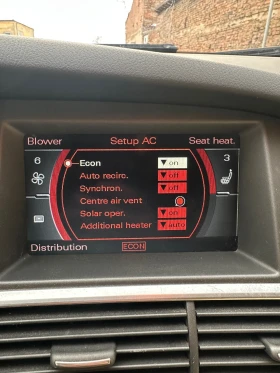 Blower Setup AC Seat heat.
6 Econ ▼ on 3
Auto recirc. ▼ off
Synchron. ▼ off
Centre air vent
Solar oper. ▼ on
Additional heater ▼ auto
Distribution ECON